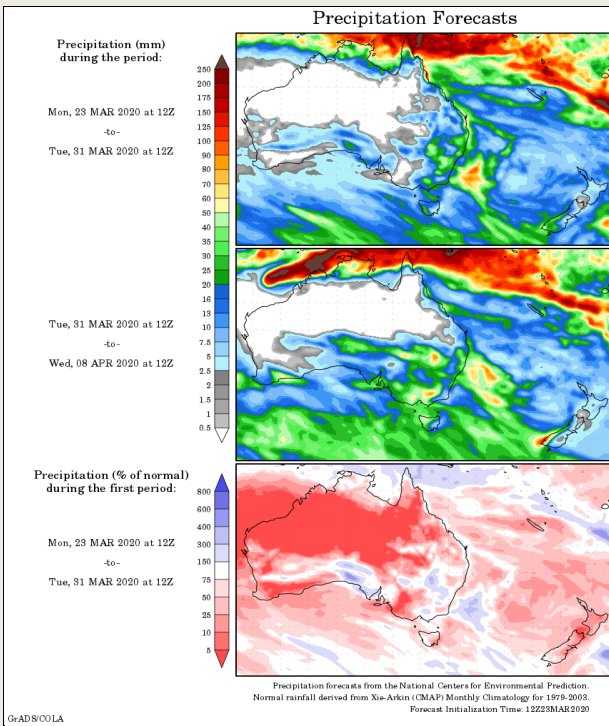 Precipitation Forecasts
Precipitation (mm)
during the period:
Mon, 23 MAR 2020 at 12Z
-to-
Tue, 31 MAR 2020 at 12Z
250
200
175
150
125
100
90
80
70
60
50
40
35
30
25
20
16
13
10
7.5
5
2.5
2
1.5
1
0.5
Tue, 31 MAR 2020 at 12Z
-to-
Wed, 08 APR 2020 at 12Z
Precipitation (% of normal)
during the first period:
Mon, 23 MAR 2020 at 12Z
-to-
Tue, 31 MAR 2020 at 12Z
800
600
400
300
150
75
50
25
10
5
Precipitation forecasts from the National Centers for Environmental Prediction.
Normal rainfall derived from Xie-Arkin (CMAP) Monthly Climatology for 1979-2003.
Forecast Initialization Time: 12Z23MAR2020
GrADS/COLA